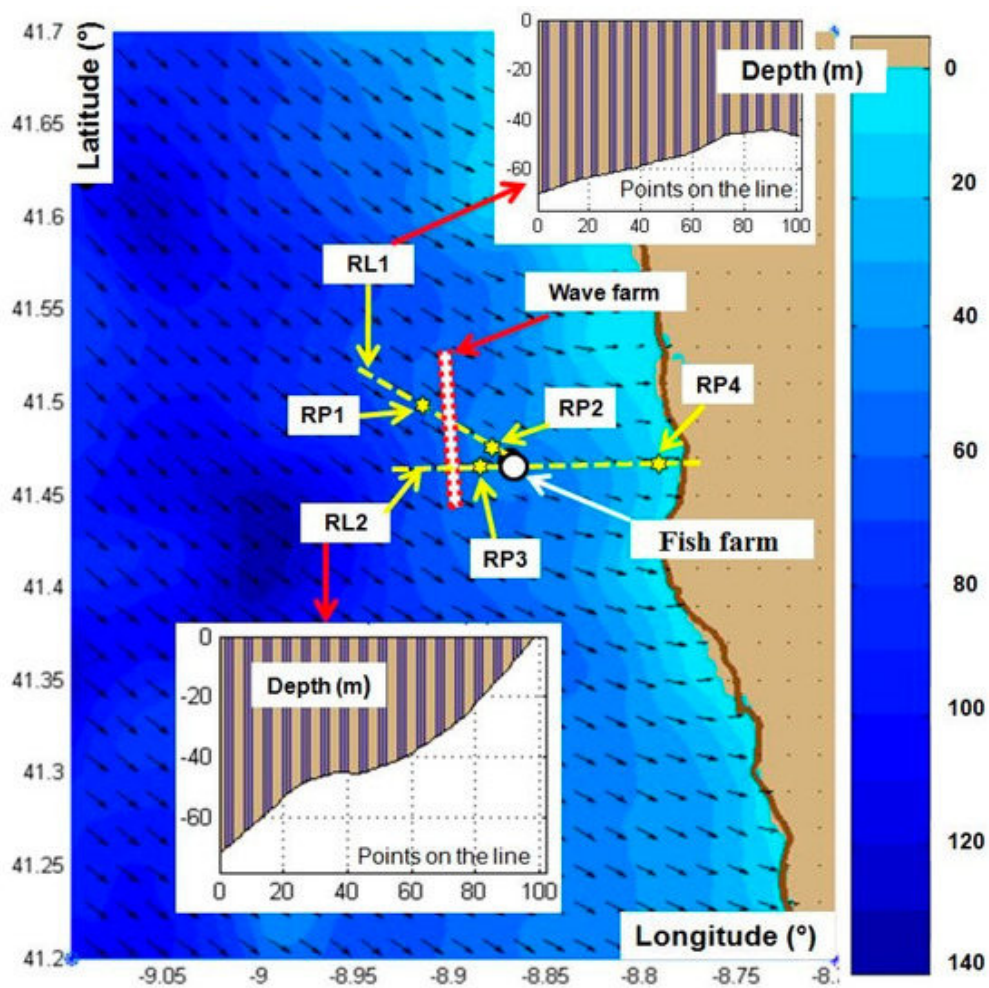 41.7
41.65
41.6
41.55
41.5
41.45
41.4
41.35
41.3
41.25
41.2
Latitude (°)
0
-20
-40
-60
Depth (m)
Points on the line
0 20 40 60 80 100
RL1
Wave farm
RP1
RP2
RP4
RL2
RP3
Fish farm
0
-20
-40
-60
Depth (m)
Points on the line
0 20 40 60 80 100
Longitude (°)
-9.05 -9 -8.95 -8.9 -8.85 -8.8 -8.75
0
20
40
60
80
100
120
140